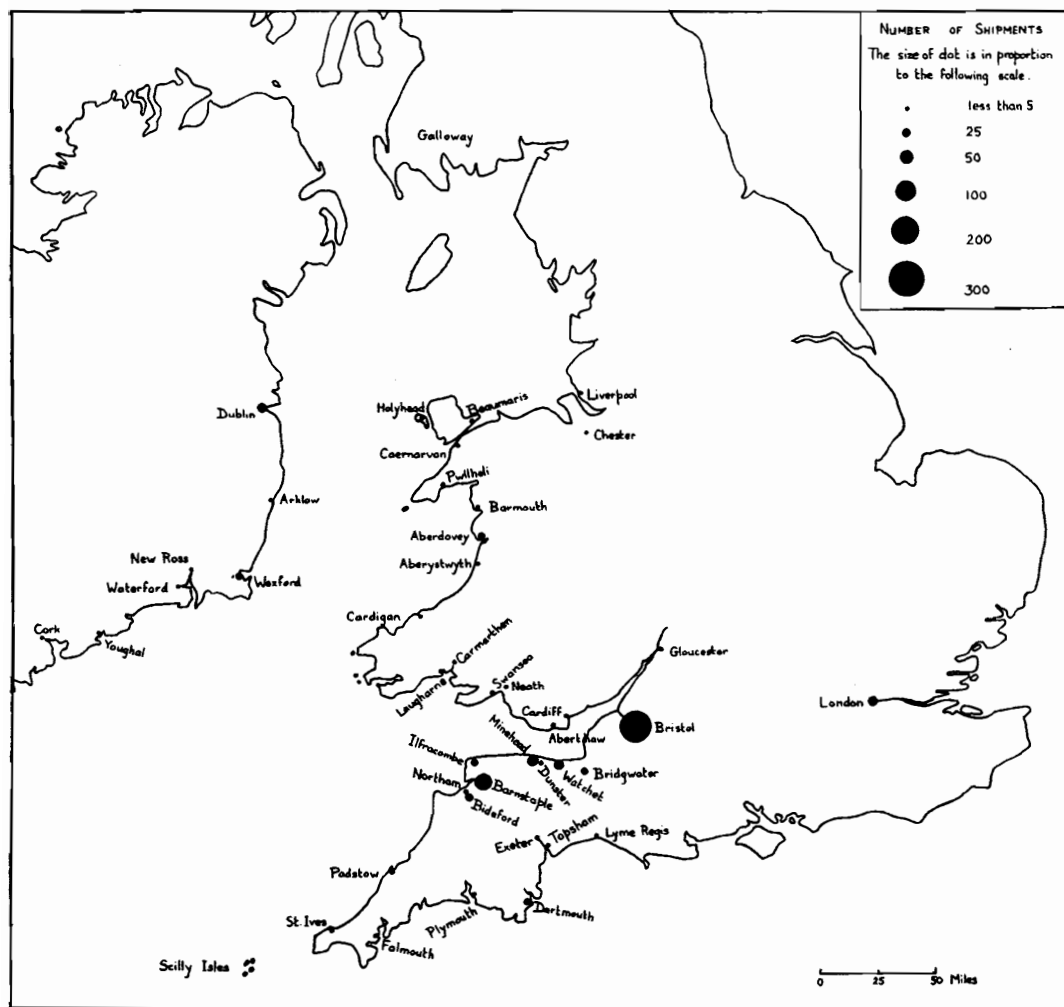 NUMBER OF SHIPMENTS
The size of dot is in proportion
to the following scale.
less than 5
25
50
100
200
300
Galloway
Dublin
Holyhead
Beaumaris
Liverpool
Chester
Caernarvon
Pwllheli
Arklow
Barmouth
Aberdovey
New Ross
Aberystwyth
Waterford
Wexford
Cardigan
Cork
Youghal
Carmarthen
Laugharne
Swansea
Neath
Gloucester
London
Cardiff
Aberthaw
Bristol
Minehead
Ilfracombe
Dunster
Watchet
Bridgwater
Northam
Barnstaple
Bideford
Exeter
Topsham
Lyme Regis
Padstow
Plymouth
Dartmouth
St. Ives
Falmouth
Scilly Isles
0 25 50 Miles